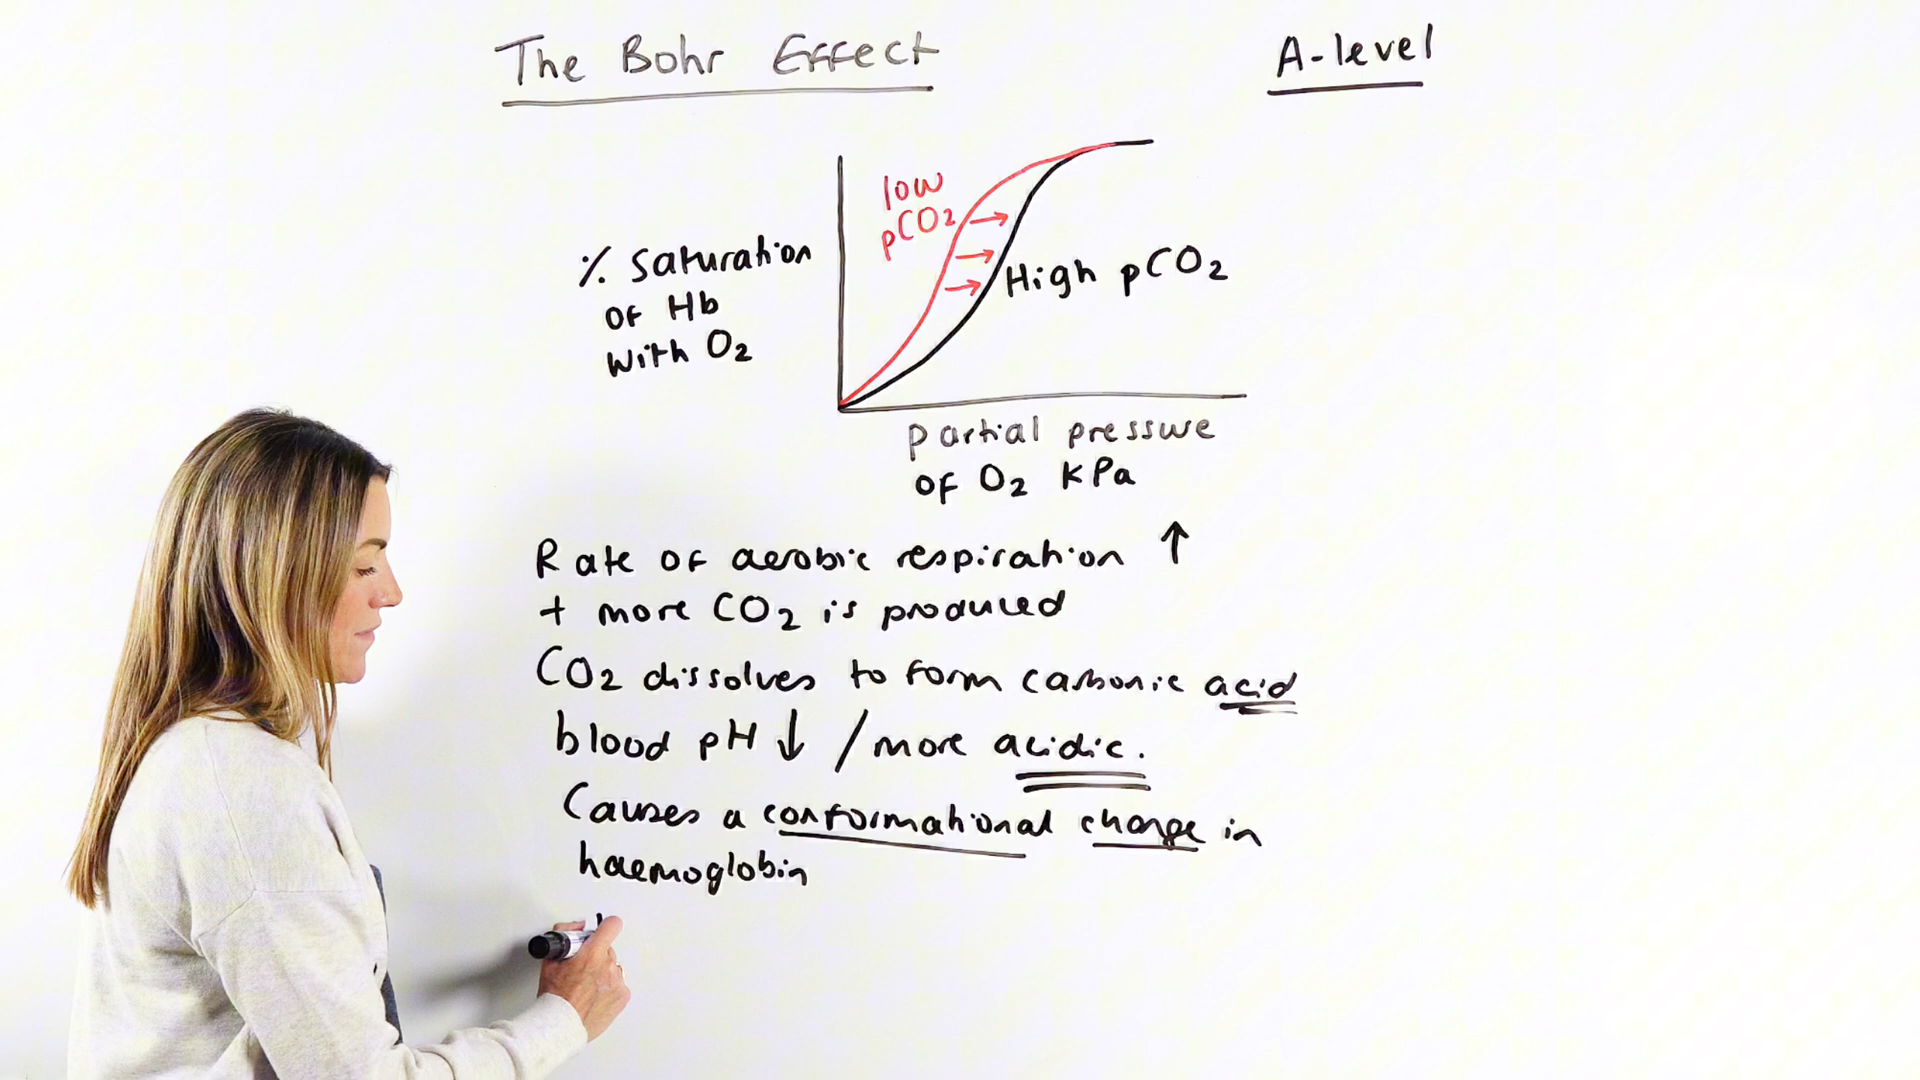 The Bohr Effect
A-level
low
pCO2
% saturation
of Hb
with O2
High pCO2
partial pressure
of O2 kPa
Rate of aerobic respiration ↑
+ more CO2 is produced
CO2 dissolves to form carbonic acid
blood pH ↓ / more acidic.
Causes a conformational change in
haemoglobin